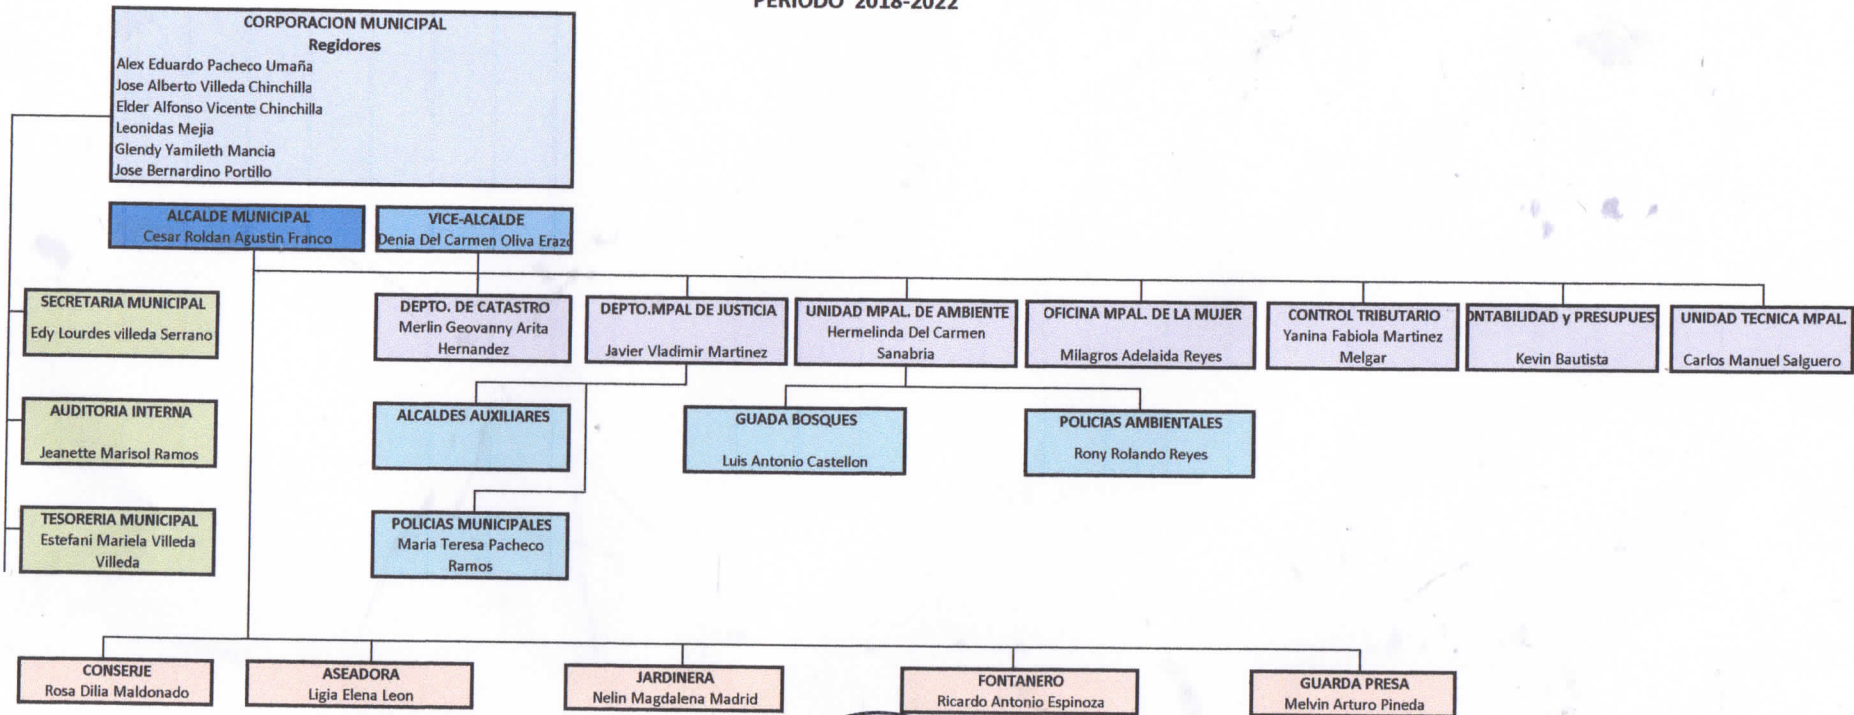 PERIODO 2018-2022
CORPORACION MUNICIPAL
Regidores
Alex Eduardo Pacheco Umaña
Jose Alberto Villeda Chinchilla
Elder Alfonso Vicente Chinchilla
Leonidas Mejia
Glendy Yamileth Mancia
Jose Bernardino Portillo
ALCALDE MUNICIPAL
Cesar Roldan Agustin Franco
VICE-ALCALDE
Denia Del Carmen Oliva Erazo
SECRETARIA MUNICIPAL
Edy Lourdes villeda Serrano
DEPTO. DE CATASTRO
Merlin Geovanny Arita
Hernandez
DEPTO.MPAL DE JUSTICIA
Javier Vladimir Martinez
UNIDAD MPAL. DE AMBIENTE
Hermelinda Del Carmen
Sanabria
OFICINA MPAL. DE LA MUJER
Milagros Adelaida Reyes
CONTROL TRIBUTARIO
Yanina Fabiola Martinez
Melgar
ONTABILIDAD y PRESUPUES
Kevin Bautista
UNIDAD TECNICA MPAL.
Carlos Manuel Salguero
AUDITORIA INTERNA
Jeanette Marisol Ramos
ALCALDES AUXILIARES
GUADA BOSQUES
Luis Antonio Castellon
POLICIAS AMBIENTALES
Rony Rolando Reyes
TESORERIA MUNICIPAL
Estefani Mariela Villeda
Villeda
POLICIAS MUNICIPALES
Maria Teresa Pacheco
Ramos
CONSERJE
Rosa Dilia Maldonado
ASEADORA
Ligia Elena Leon
JARDINERA
Nelin Magdalena Madrid
FONTANERO
Ricardo Antonio Espinoza
GUARDA PRESA
Melvin Arturo Pineda